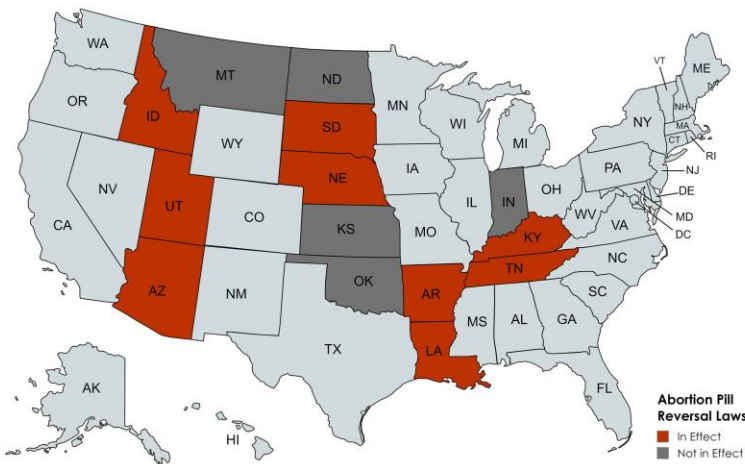 WA
MT
ND
VT
ME
OR
ID
SD
MN
WI
MI
NY
NH
MA
CT
RI
WY
NE
IA
PA
NJ
NV
UT
CO
IL
IN
OH
WV
DE
MD
DC
CA
KS
MO
KY
VA
AZ
NM
OK
AR
TN
NC
SC
TX
LA
MS
AL
GA
FL
AK
HI
Abortion Pill
Reversal Laws
In Effect
Not in Effect